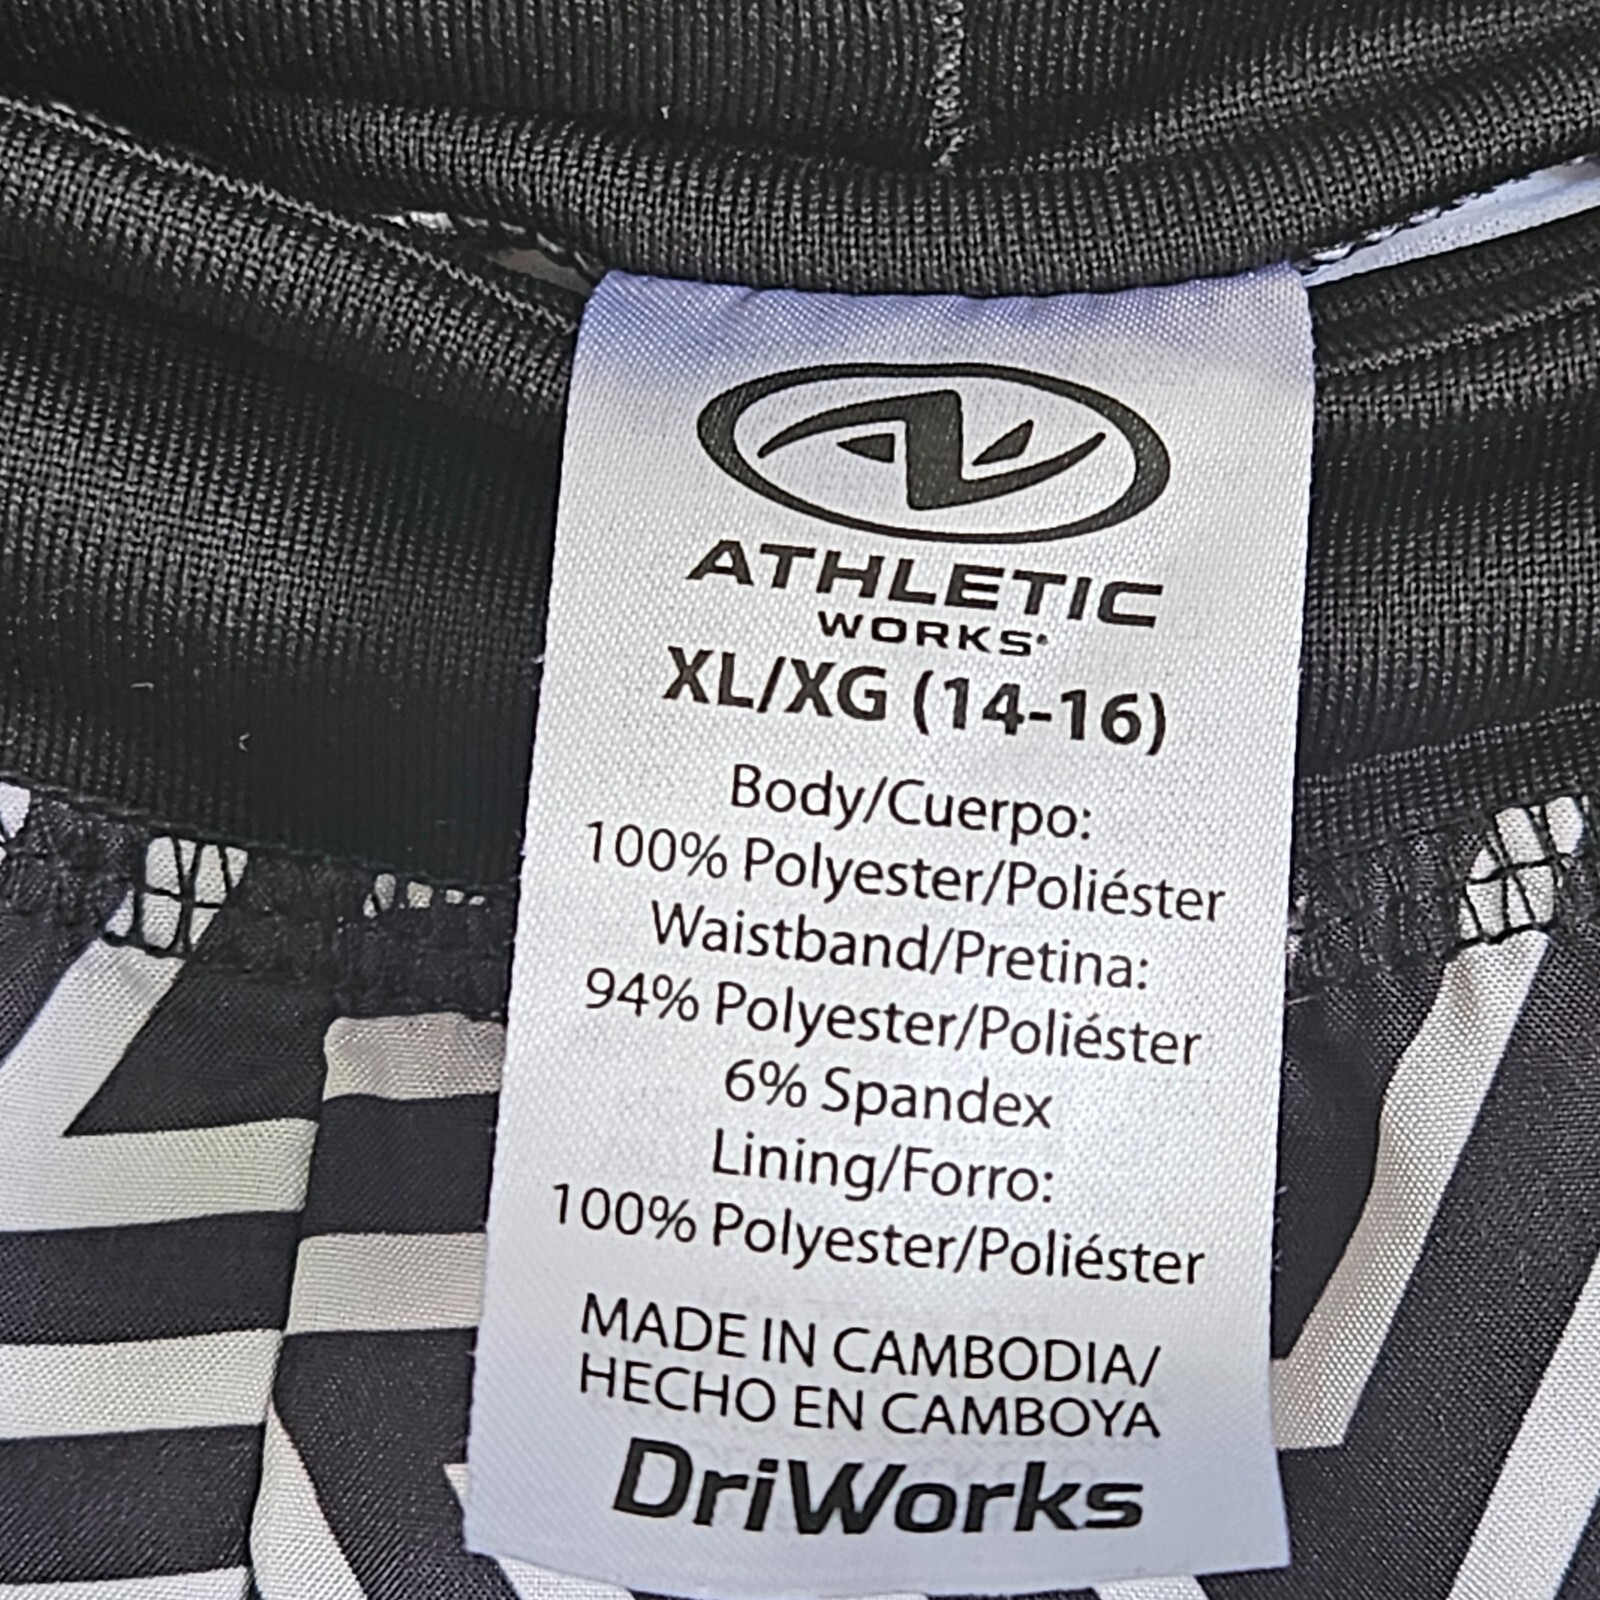 ATHLETIC
WORKS®
XL/XG (14-16)
Body/Cuerpo:
100% Polyester/Poliéster
Waistband/Pretina:
94% Polyester/Poliéster
6% Spandex
Lining/Forro:
100% Polyester/Poliéster
MADE IN CAMBODIA/
HECHO EN CAMBOYA
DriWorks